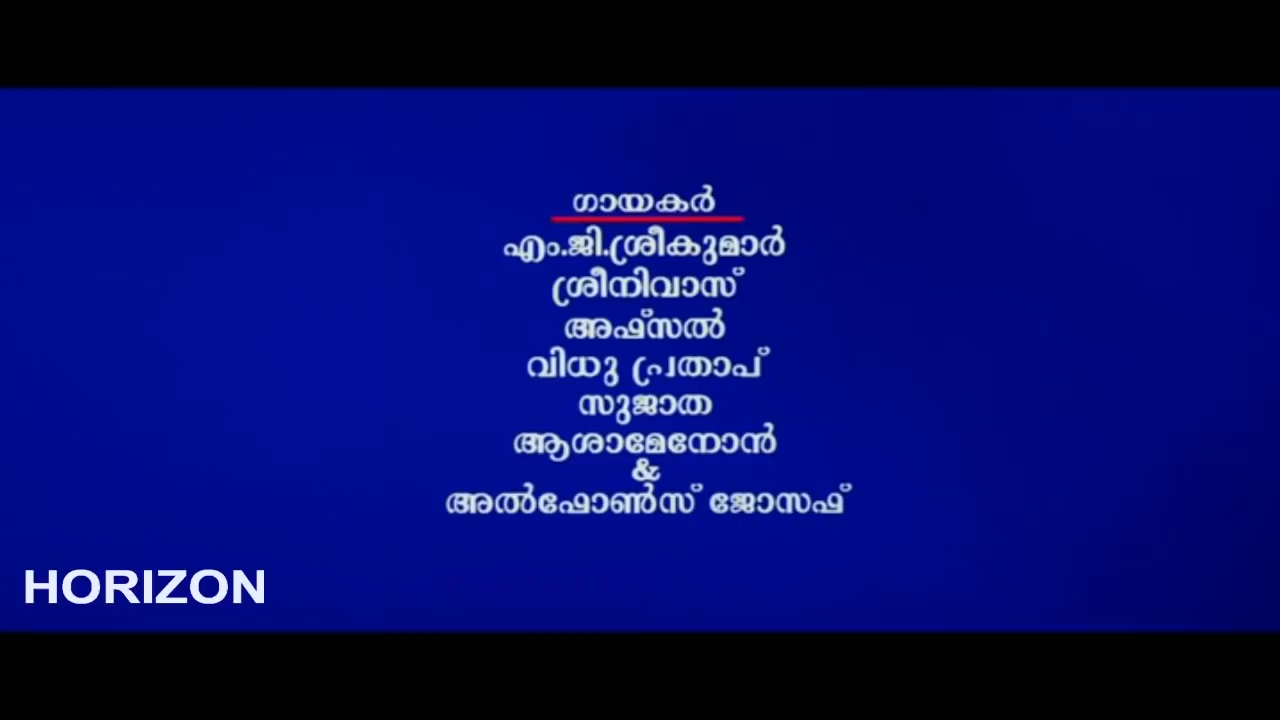 ഗായകർ
എം.ജി.ശ്രീകുമാർ
ശ്രീനിവാസ്
അഫ്സൽ
വിധു പ്രതാപ്
സുജാത
ആശാമേനോൻ
&
അൽഫോൺസ് ജോസഫ്
HORIZON